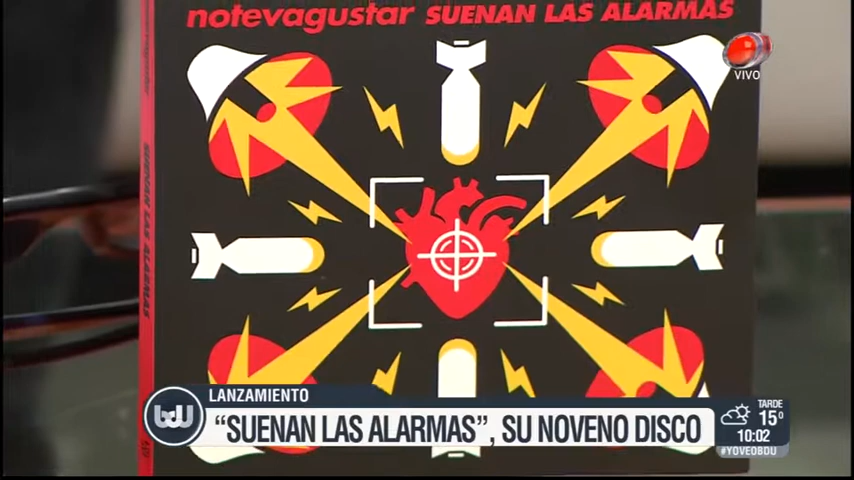 notevagustar SUENAN LAS ALARMAS
VIVO
SUENAN LAS ALARMAS
LANZAMIENTO
bdU
“SUENAN LAS ALARMAS”, SU NOVENO DISCO
TARDE
15°
10:02
#YOVEOBDU